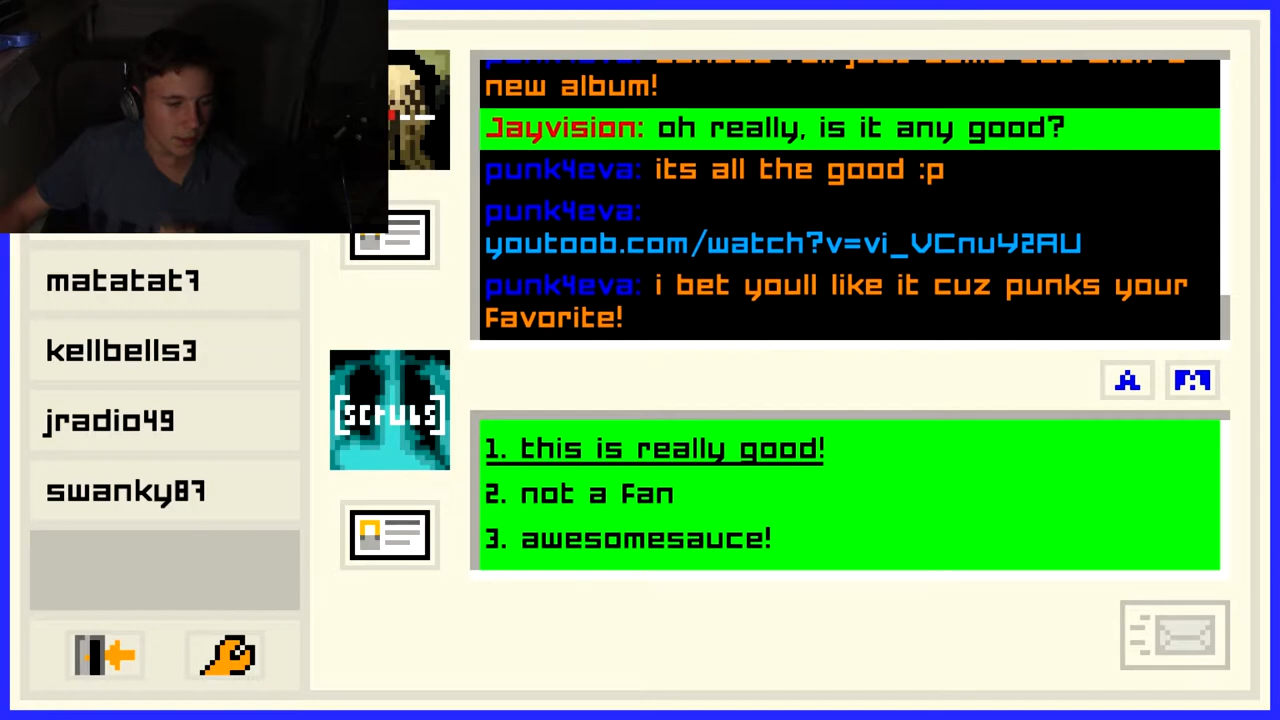 new album!
Jayvision: oh really, is it any good?
punk4eva: its all the good :p
punk4eva:
youtoob.com/watch?v=vi_VCnuY2AU
punk4eva: i bet youll like it cuz punks your
favorite!
matatat7
kellbells3
jradio49
swanky87
[scrubs]
A
1. this is really good!
2. not a fan
3. awesomesauce!